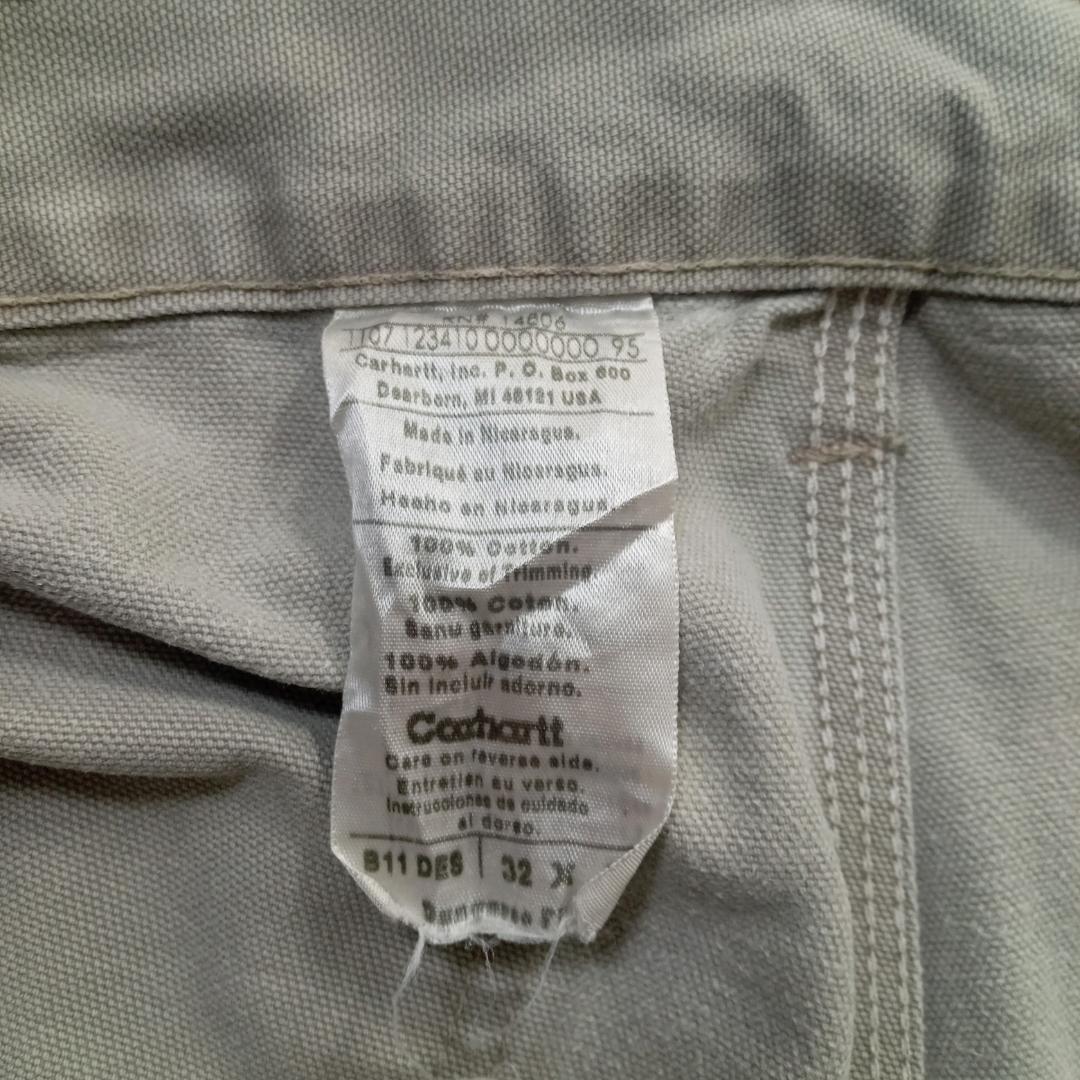 RN# 14806
1107 123410 0000000 95
Carhartt, Inc. P. O. Box 600
Dearborn, MI 48121 USA
Made in Nicaragua.
Fabriqué au Nicaragua.
Hecho en Nicaragua.
100% Cotton.
Exclusive of Trimming
100% Coton.
Sans garniture.
100% Algodón.
Sin incluir adorno.
Carhartt
Care on reverse side.
Entretien au verso.
Instrucciones de cuidado
al dorso.
B11 DES | 32 X